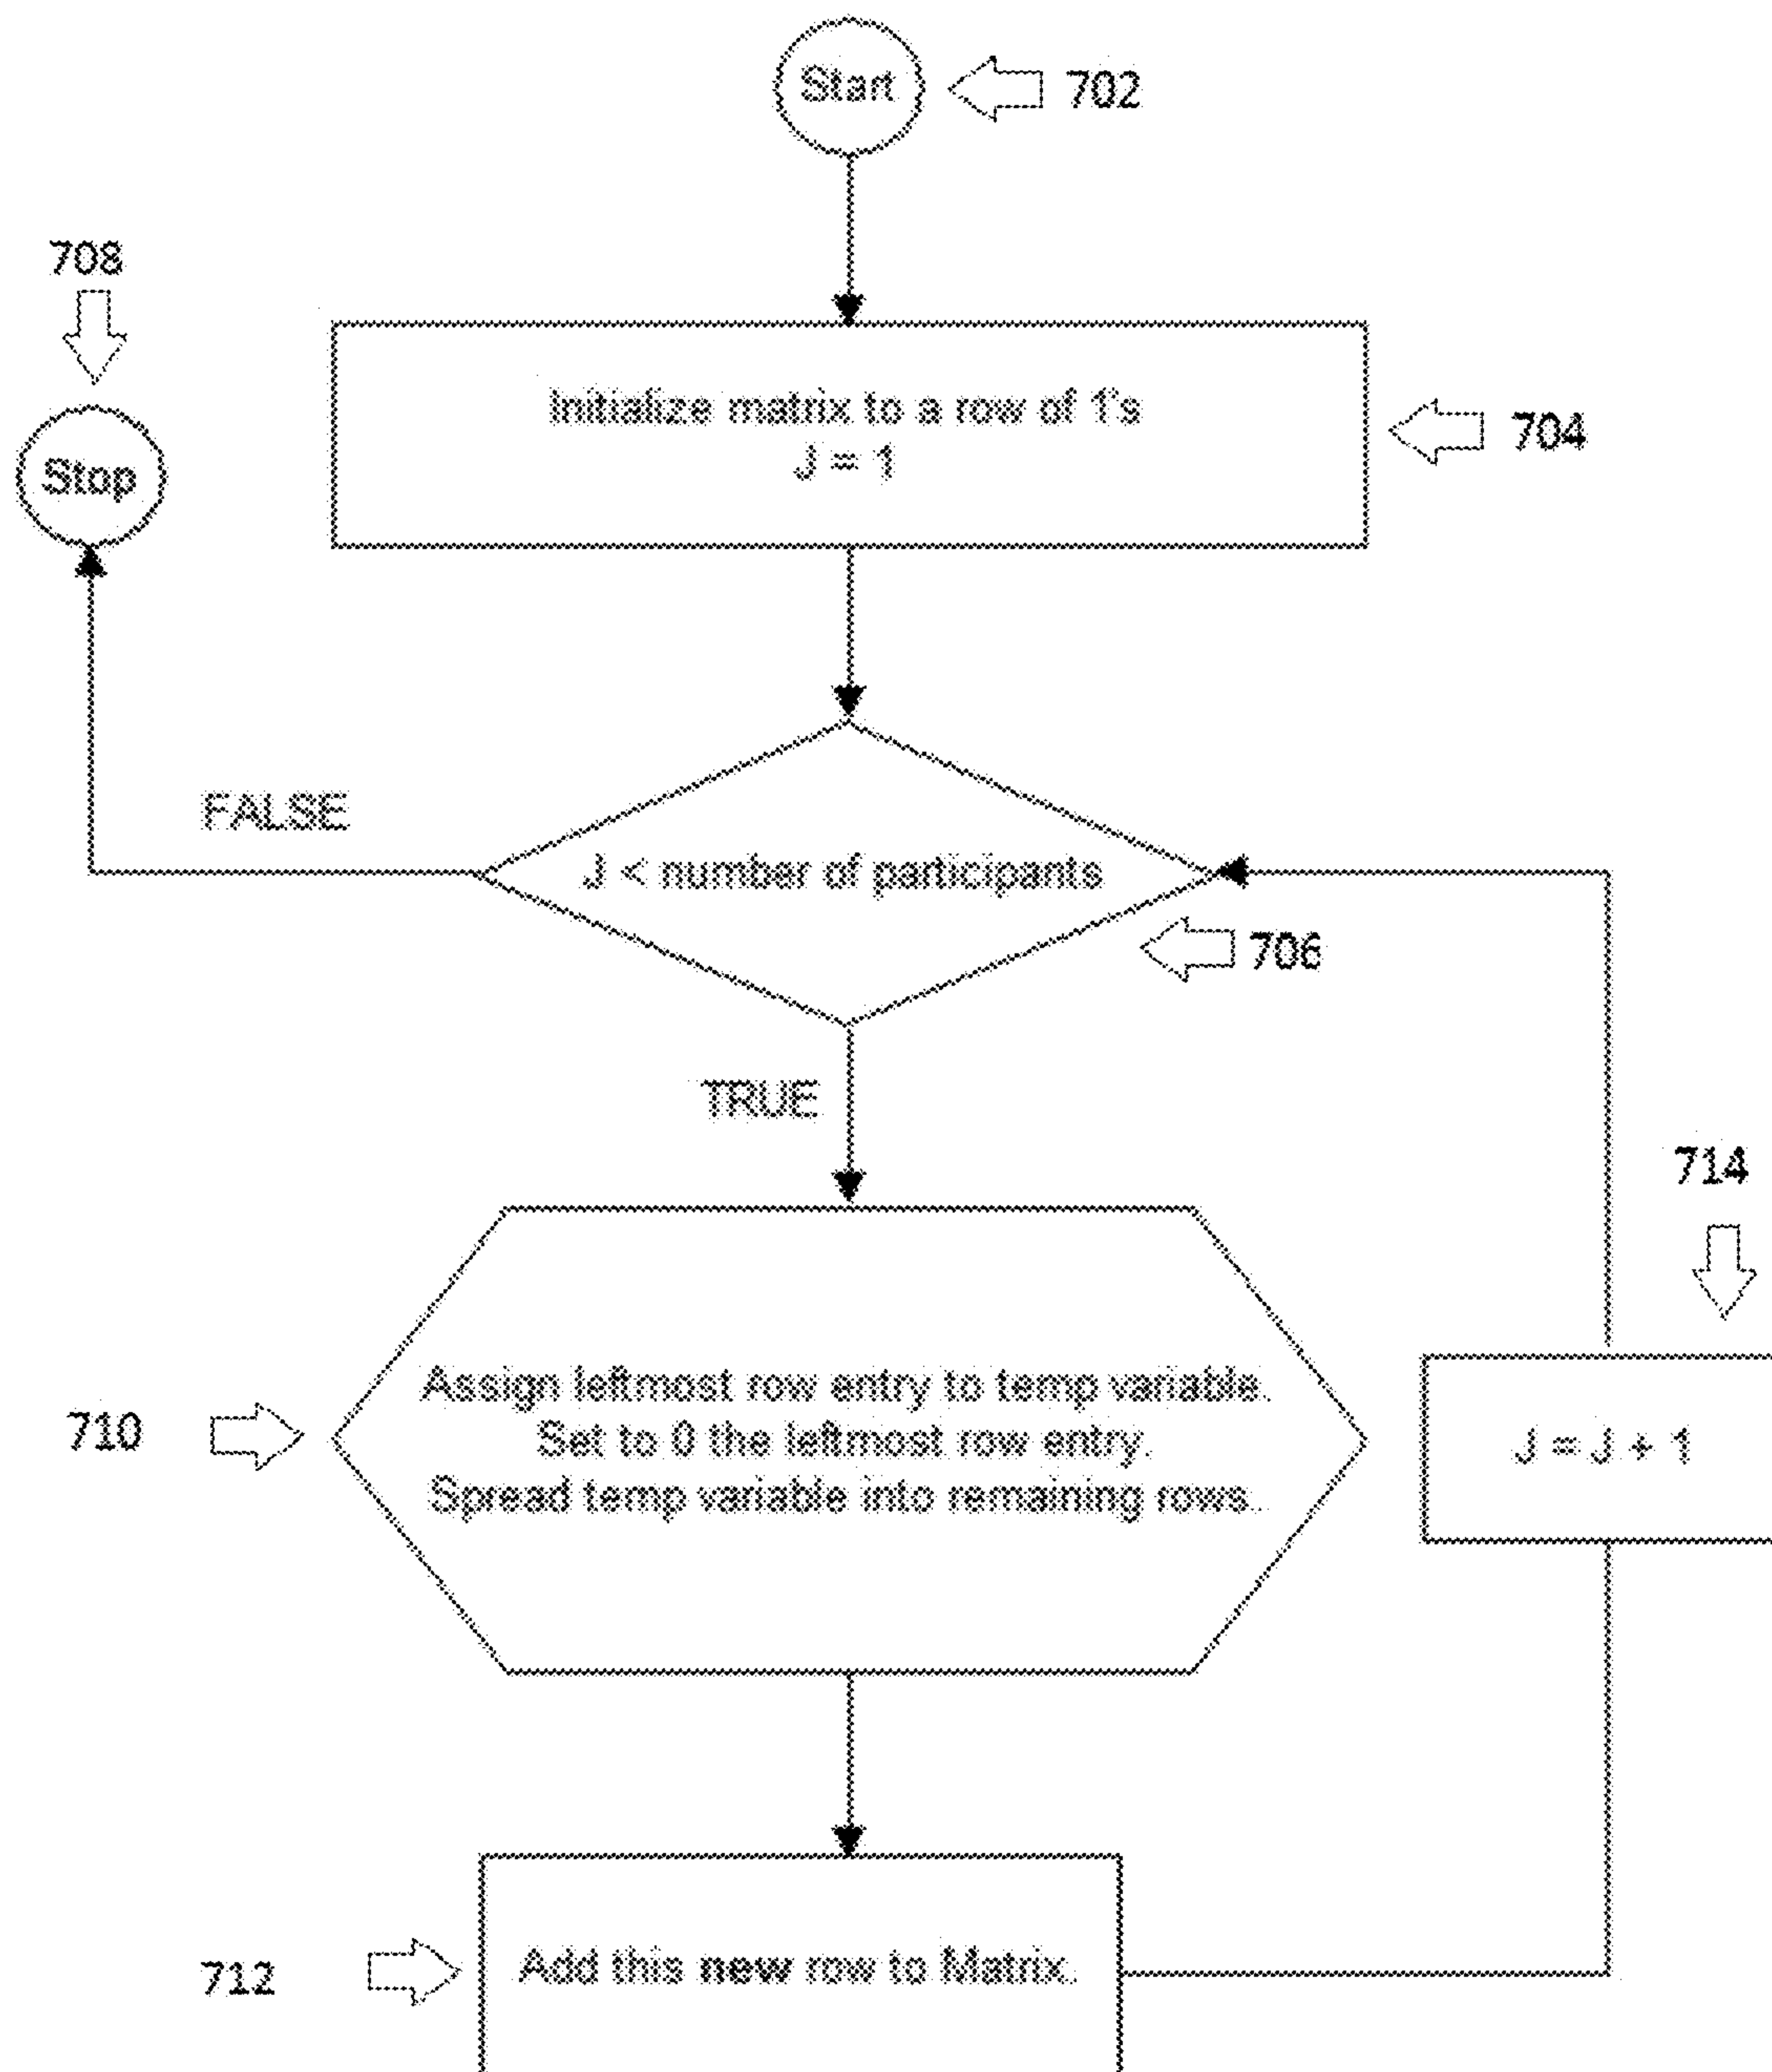 Start
702
708
Initialize matrix to a row of 1's
J = 1
704
Stop
FALSE
J < number of participants
706
TRUE
714
Assign leftmost row entry to temp variable.
Set to 0 the leftmost row entry.
Spread temp variable into remaining rows.
710
J = J + 1
Add this new row to Matrix.
712